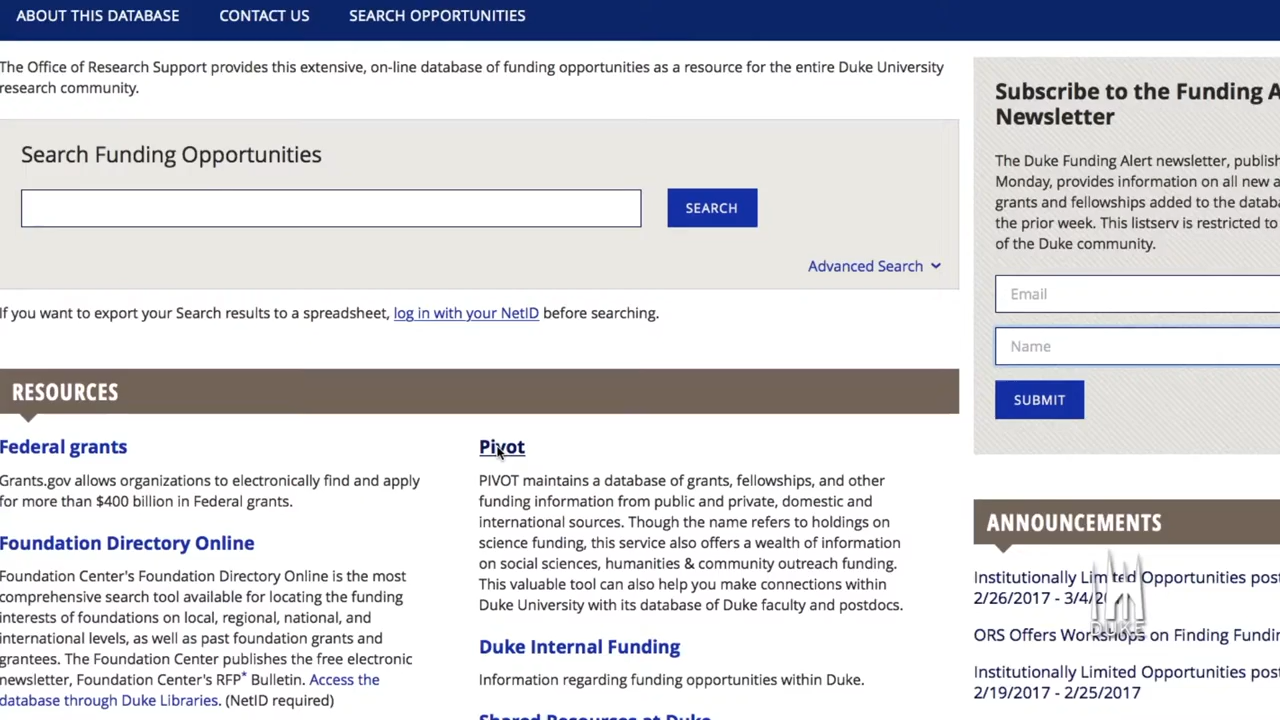 ABOUT THIS DATABASE CONTACT US SEARCH OPPORTUNITIES
The Office of Research Support provides this extensive, on-line database of funding opportunities as a resource for the entire Duke University
research community.
Search Funding Opportunities
SEARCH
Advanced Search
If you want to export your Search results to a spreadsheet, log in with your NetID before searching.
RESOURCES
Federal grants
Grants.gov allows organizations to electronically find and apply
for more than $400 billion in Federal grants.
Foundation Directory Online
Foundation Center's Foundation Directory Online is the most
comprehensive search tool available for locating the funding
interests of foundations on local, regional, national, and
international levels, as well as past foundation grants and
grantees. The Foundation Center publishes the free electronic
newsletter, Foundation Center's RFP* Bulletin. Access the
database through Duke Libraries. (NetID required)
Pivot
PIVOT maintains a database of grants, fellowships, and other
funding information from public and private, domestic and
international sources. Though the name refers to holdings on
science funding, this service also offers a wealth of information
on social sciences, humanities & community outreach funding.
This valuable tool can also help you make connections within
Duke University with its database of Duke faculty and postdocs.
Duke Internal Funding
Information regarding funding opportunities within Duke.
Shared Resources at Duke
Subscribe to the Funding A
Newsletter
The Duke Funding Alert newsletter, publish
Monday, provides information on all new a
grants and fellowships added to the databa
the prior week. This listserv is restricted to
of the Duke community.
Email
Name
SUBMIT
ANNOUNCEMENTS
Institutionally Limited Opportunities post
2/26/2017 - 3/4/20
ORS Offers Workshops on Finding Fundin
Institutionally Limited Opportunities post
2/19/2017 - 2/25/2017
DUKE